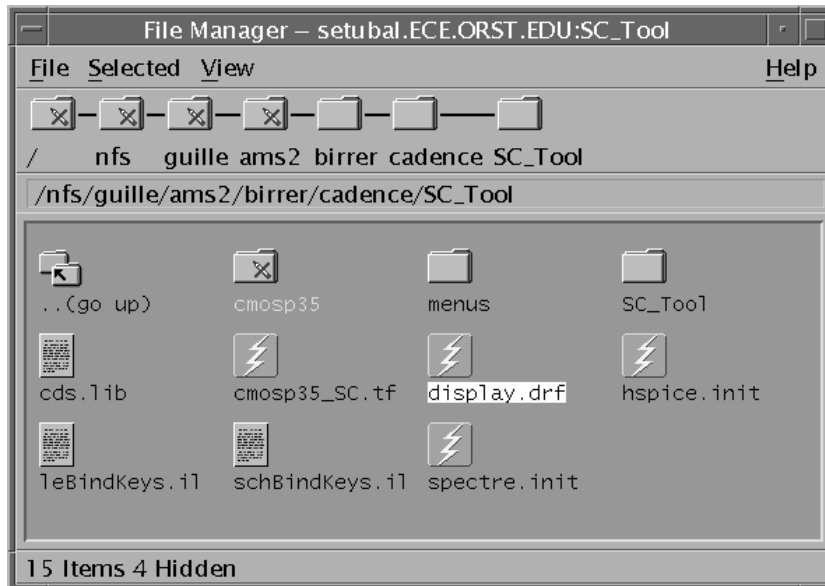 File Manager – setubal.ECE.ORST.EDU:SC_Tool
File Selected View Help
/ nfs guille ams2 birrer cadence SC_Tool
/nfs/guille/ams2/birrer/cadence/SC_Tool
..(go up) cmosp35 menus SC_Tool
cds.lib cmosp35_SC.tf display.drf hspice.init
leBindKeys.il schBindKeys.il spectre.init
15 Items 4 Hidden